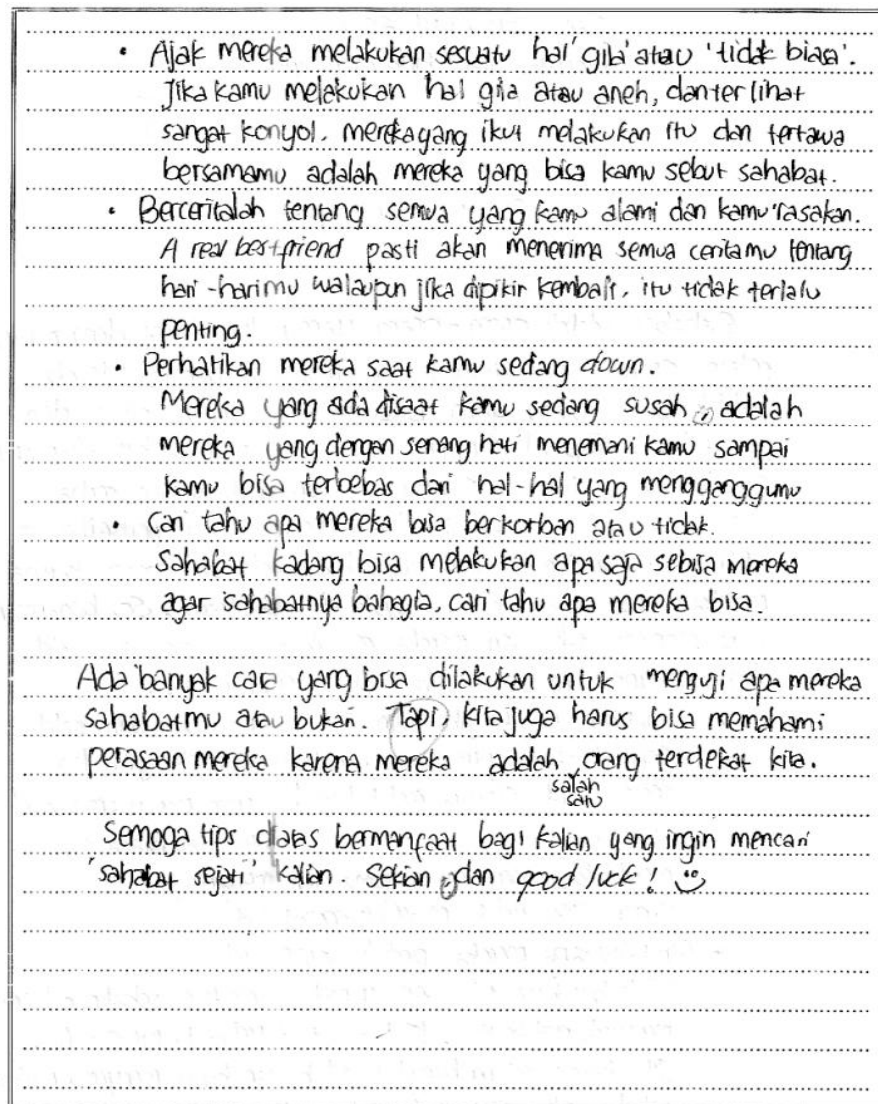 • Ajak mereka melakukan sesuatu hal 'gila' atau 'tidak biasa'.
Jika kamu melakukan hal gila atau aneh, dan terlihat
sangat konyol, mereka yang ikut melakukan itu dan tertawa
bersamamu adalah mereka yang bisa kamu sebut sahabat.
• Berceritalah tentang semua yang kamu alami dan kamu rasakan.
A real best friend pasti akan menerima semua ceritamu tentang
hari-harimu walaupun jika dipikir kembali, itu tidak terlalu
penting.
• Perhatikan mereka saat kamu sedang down.
Mereka yang ada disaat kamu sedang susah adalah
mereka yang dengan senang hati menemani kamu sampai
kamu bisa terbebas dari hal-hal yang mengganggumu
• Cari tahu apa mereka bisa berkorban atau tidak.
Sahabat kadang bisa melakukan apa saja sebisa mereka
agar sahabatnya bahagia, cari tahu apa mereka bisa.
Ada banyak cara yang bisa dilakukan untuk menguji apa mereka
sahabatmu atau bukan. Tapi, kita juga harus bisa memahami
perasaan mereka karena mereka adalah orang terdekat kita.
salah
satu
Semoga tips diatas bermanfaat bagi kalian yang ingin mencari
'sahabat sejati' kalian. Sekian, dan good luck!